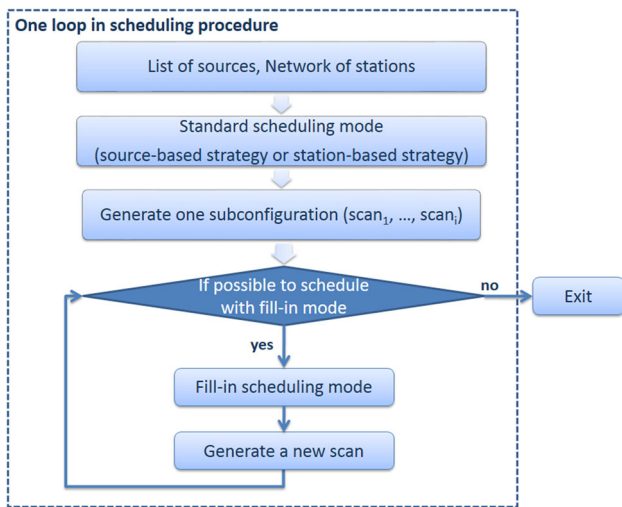 One loop in scheduling procedure
List of sources, Network of stations
Standard scheduling mode
(source-based strategy or station-based strategy)
Generate one subconfiguration (scan₁, …, scanᵢ)
If possible to schedule
with fill-in mode
no
Exit
yes
Fill-in scheduling mode
Generate a new scan